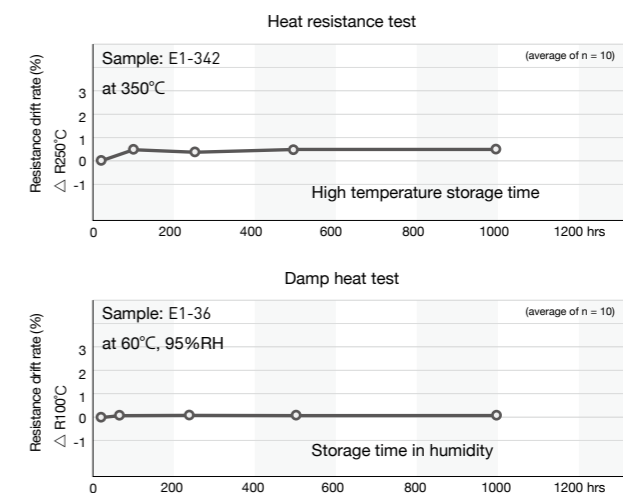 Heat resistance test
Sample: E1-342
(average of n = 10)
at 350℃
Resistance drift rate (%)
△ R250℃
3
2
1
0
-1
High temperature storage time
0 200 400 600 800 1000 1200 hrs
Damp heat test
Sample: E1-36
(average of n = 10)
at 60℃, 95%RH
Resistance drift rate (%)
△ R100℃
3
2
1
0
-1
Storage time in humidity
0 200 400 600 800 1000 1200 hrs